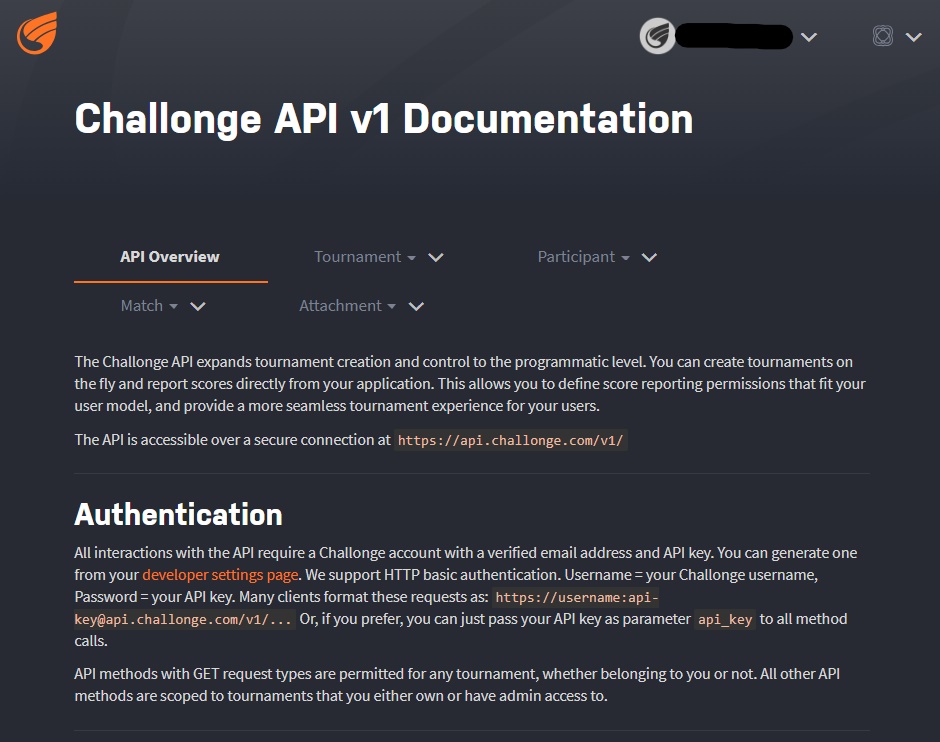 Challonge API v1 Documentation
API Overview
Tournament
Participant
Match
Attachment
The Challonge API expands tournament creation and control to the programmatic level. You can create tournaments on
the fly and report scores directly from your application. This allows you to define score reporting permissions that fit your
user model, and provide a more seamless tournament experience for your users.
The API is accessible over a secure connection at https://api.challonge.com/v1/
Authentication
All interactions with the API require a Challonge account with a verified email address and API key. You can generate one
from your developer settings page. We support HTTP basic authentication. Username = your Challonge username,
Password = your API key. Many clients format these requests as: https://username:api-
key@api.challonge.com/v1/... Or, if you prefer, you can just pass your API key as parameter api_key to all method
calls.
API methods with GET request types are permitted for any tournament, whether belonging to you or not. All other API
methods are scoped to tournaments that you either own or have admin access to.